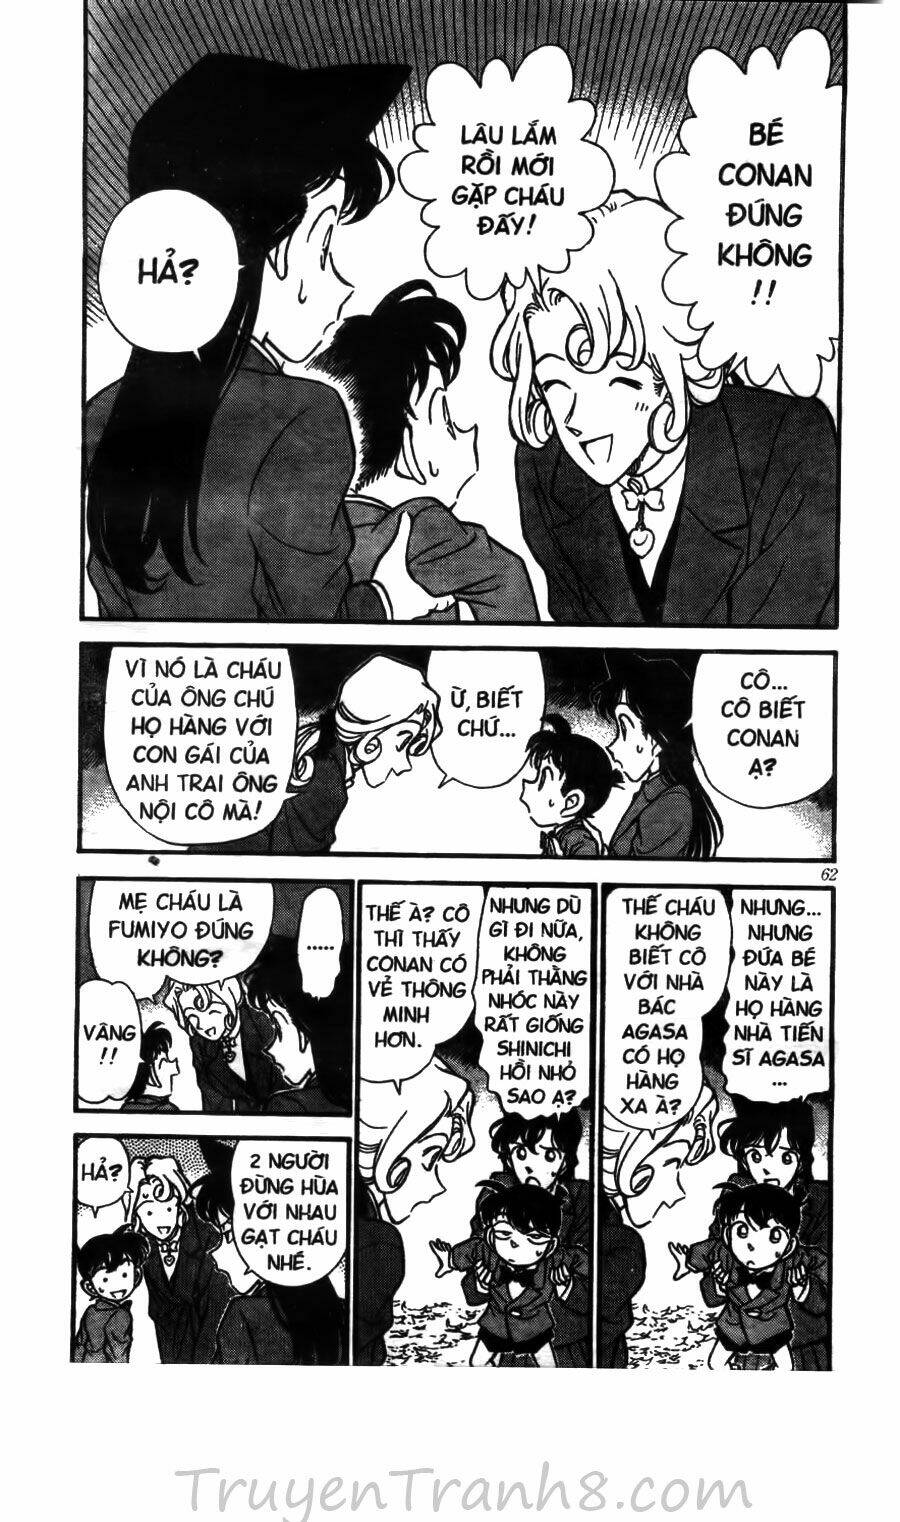 BÉ
CONAN
ĐÚNG
KHÔNG
!!
LÂU LẮM
RỒI MỚI
GẶP CHÁU
ĐẤY!
HẢ?
CÔ...
CÔ BIẾT
CONAN
Ạ?
Ừ, BIẾT
CHỨ...
VÌ NÓ LÀ CHÁU
CỦA ÔNG CHÚ
HỌ HÀNG VỚI
CON GÁI CỦA
ANH TRAI ÔNG
NỘI CÔ MÀ!
62
NHƯNG...
NHƯNG
ĐỨA BÉ
NÀY LÀ
HỌ HÀNG
NHÀ TIẾN
SĨ AGASA
...
THẾ CHÁU
KHÔNG
BIẾT CÔ
VỚI NHÀ
BÁC
AGASA
CÓ HỌ
HÀNG
XA À?
NHƯNG DÙ
GÌ ĐI NỮA,
KHÔNG
PHẢI THẰNG
NHÓC NÀY
RẤT GIỐNG
SHINICHI
HỒI NHỎ
SAO Ạ?
THẾ À? CÔ
THÌ THẤY
CONAN CÓ
VẺ THÔNG
MINH
HƠN.
.....
MẸ CHÁU LÀ
FUMIYO ĐÚNG
KHÔNG?
VÂNG
!!
2 NGƯỜI
ĐỪNG HÙA
VỚI NHAU
GẠT CHÁU
NHÉ.
HẢ?
TruyenTranh8.com